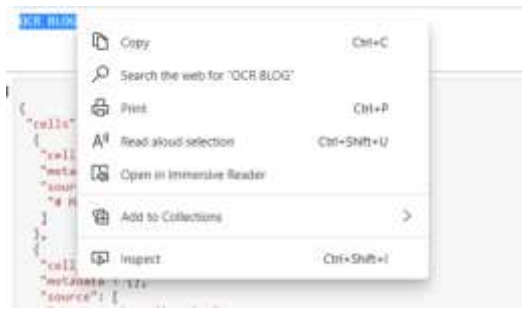 OCR BLOG
Copy Ctrl+C
Search the web for "OCR BLOG"
Print Ctrl+P
Read aloud selection Ctrl+Shift+U
Open in Immersive Reader
Add to Collections
Inspect Ctrl+Shift+I
{
"cells"
{
"cell
"meta
"sour
"#
]
},
{
"cell
"metadata": {},
"source": [